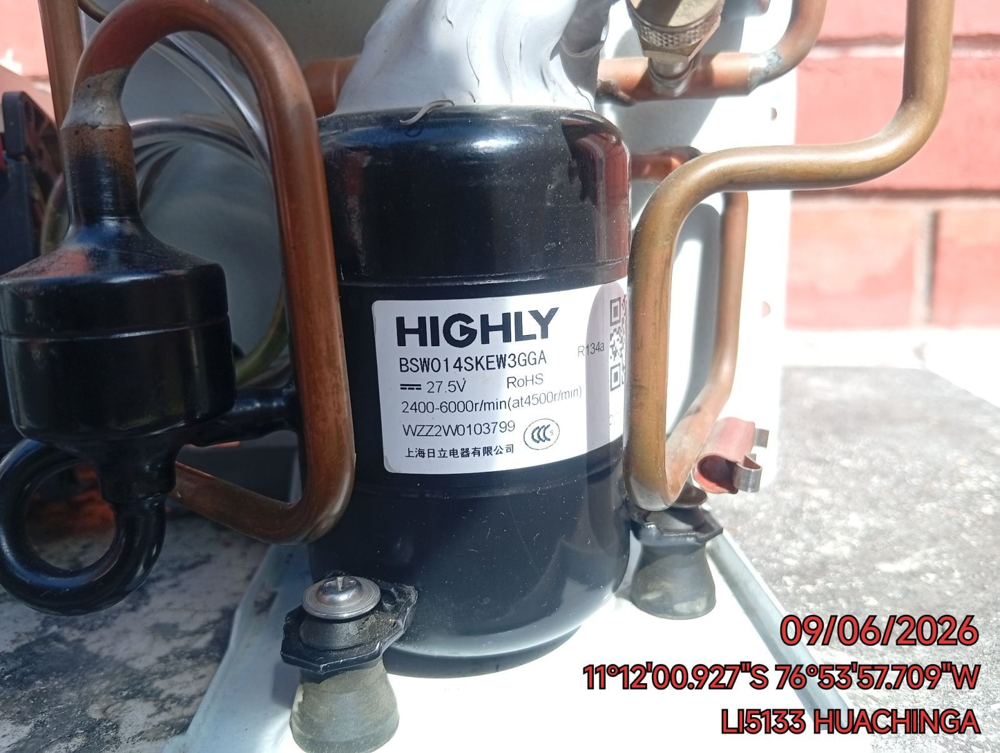 HIGHLY
BSW014SKEW3GGA
R134a
27.5V RoHS
2400-6000r/min(at4500r/min)
WZZ2W0103799
CCC S
上海日立电器有限公司
09/06/2026
11°12'00.927"S 76°53'57.709"W
LI5133 HUACHINGA